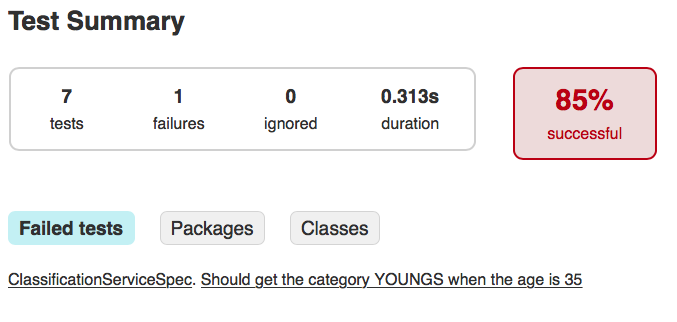 Test Summary
7 1 0 0.313s
tests failures ignored duration
85%
successful
Failed tests Packages Classes
ClassificationServiceSpec. Should get the category YOUNGS when the age is 35